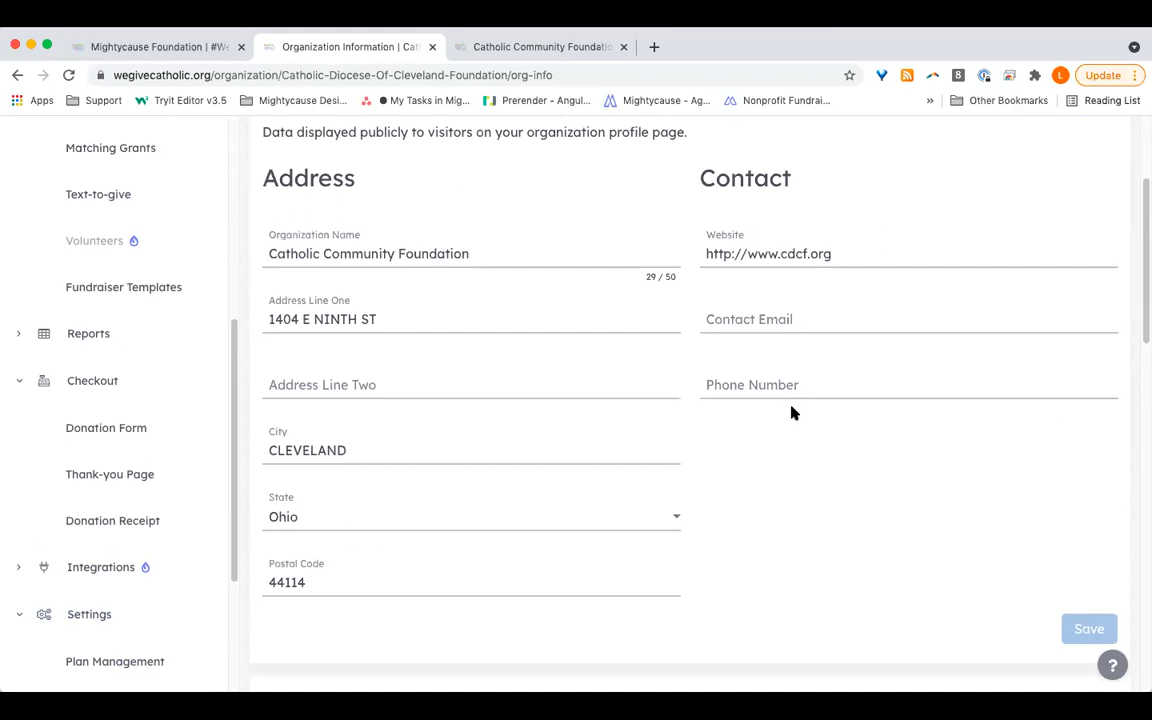 Mightycause Foundation | #We
Organization Information | Cat
Catholic Community Foundatio
wegivecatholic.org/organization/Catholic-Diocese-Of-Cleveland-Foundation/org-info
Update
Apps
Support
Tryit Editor v3.5
Mightycause Desi...
My Tasks in Mig...
Prerender - Angul...
Mightycause - Ag...
Nonprofit Fundrai...
»
Other Bookmarks
Reading List
Data displayed publicly to visitors on your organization profile page.
Matching Grants
Text-to-give
Volunteers
Fundraiser Templates
Reports
Checkout
Donation Form
Thank-you Page
Donation Receipt
Integrations
Settings
Plan Management
Address
Organization Name
Catholic Community Foundation
29 / 50
Address Line One
1404 E NINTH ST
Address Line Two
City
CLEVELAND
State
Ohio
Postal Code
44114
Contact
Website
http://www.cdcf.org
Contact Email
Phone Number
Save
?